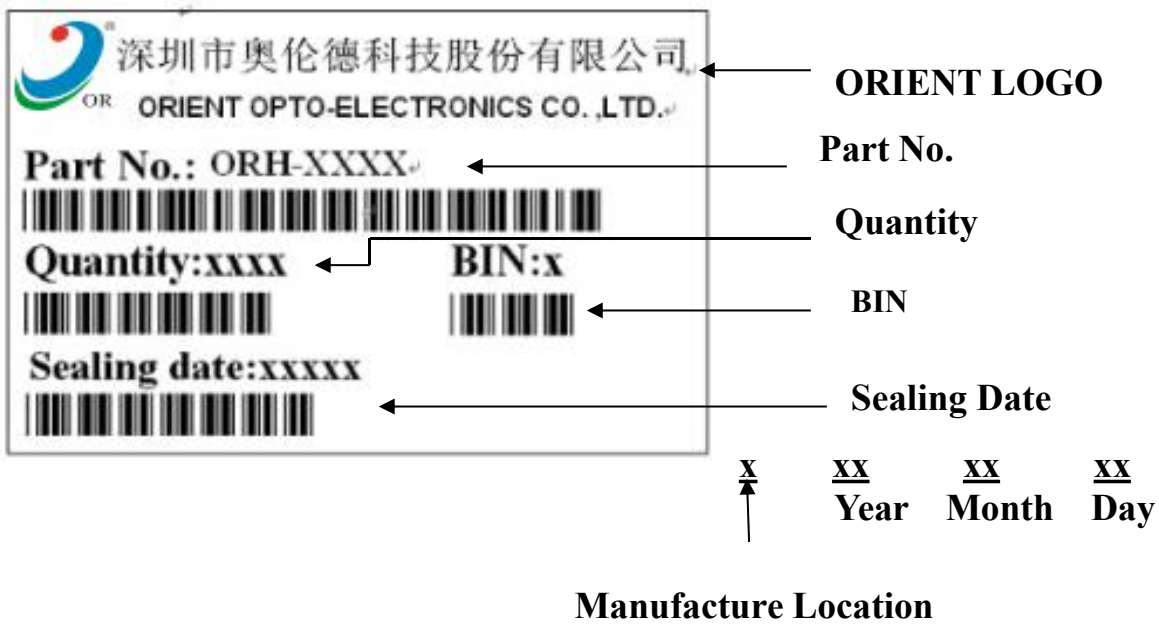 深圳市奥伦德科技股份有限公司
OR
ORIENT OPTO-ELECTRONICS CO.,LTD.
ORIENT LOGO
Part No.: ORH-XXXX
Part No.
Quantity
Quantity:xxxx
BIN:x
BIN
Sealing date:xxxxx
Sealing Date
x xx xx xx
Year Month Day
Manufacture Location